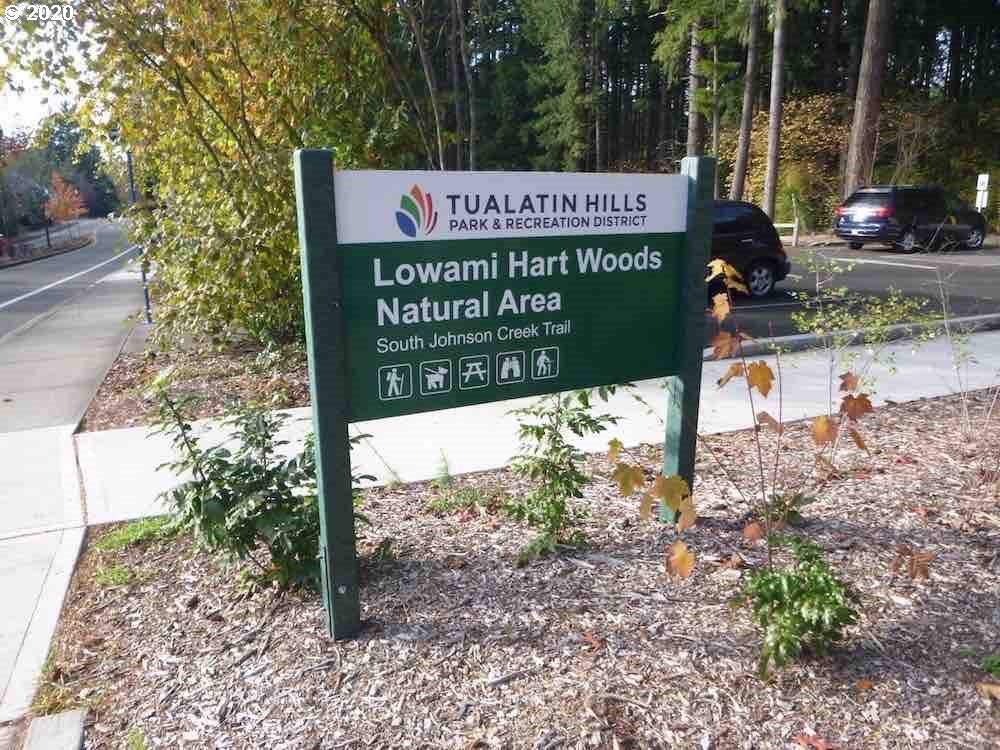 © 2020
TUALATIN HILLS
PARK & RECREATION DISTRICT
Lowami Hart Woods
Natural Area
South Johnson Creek Trail